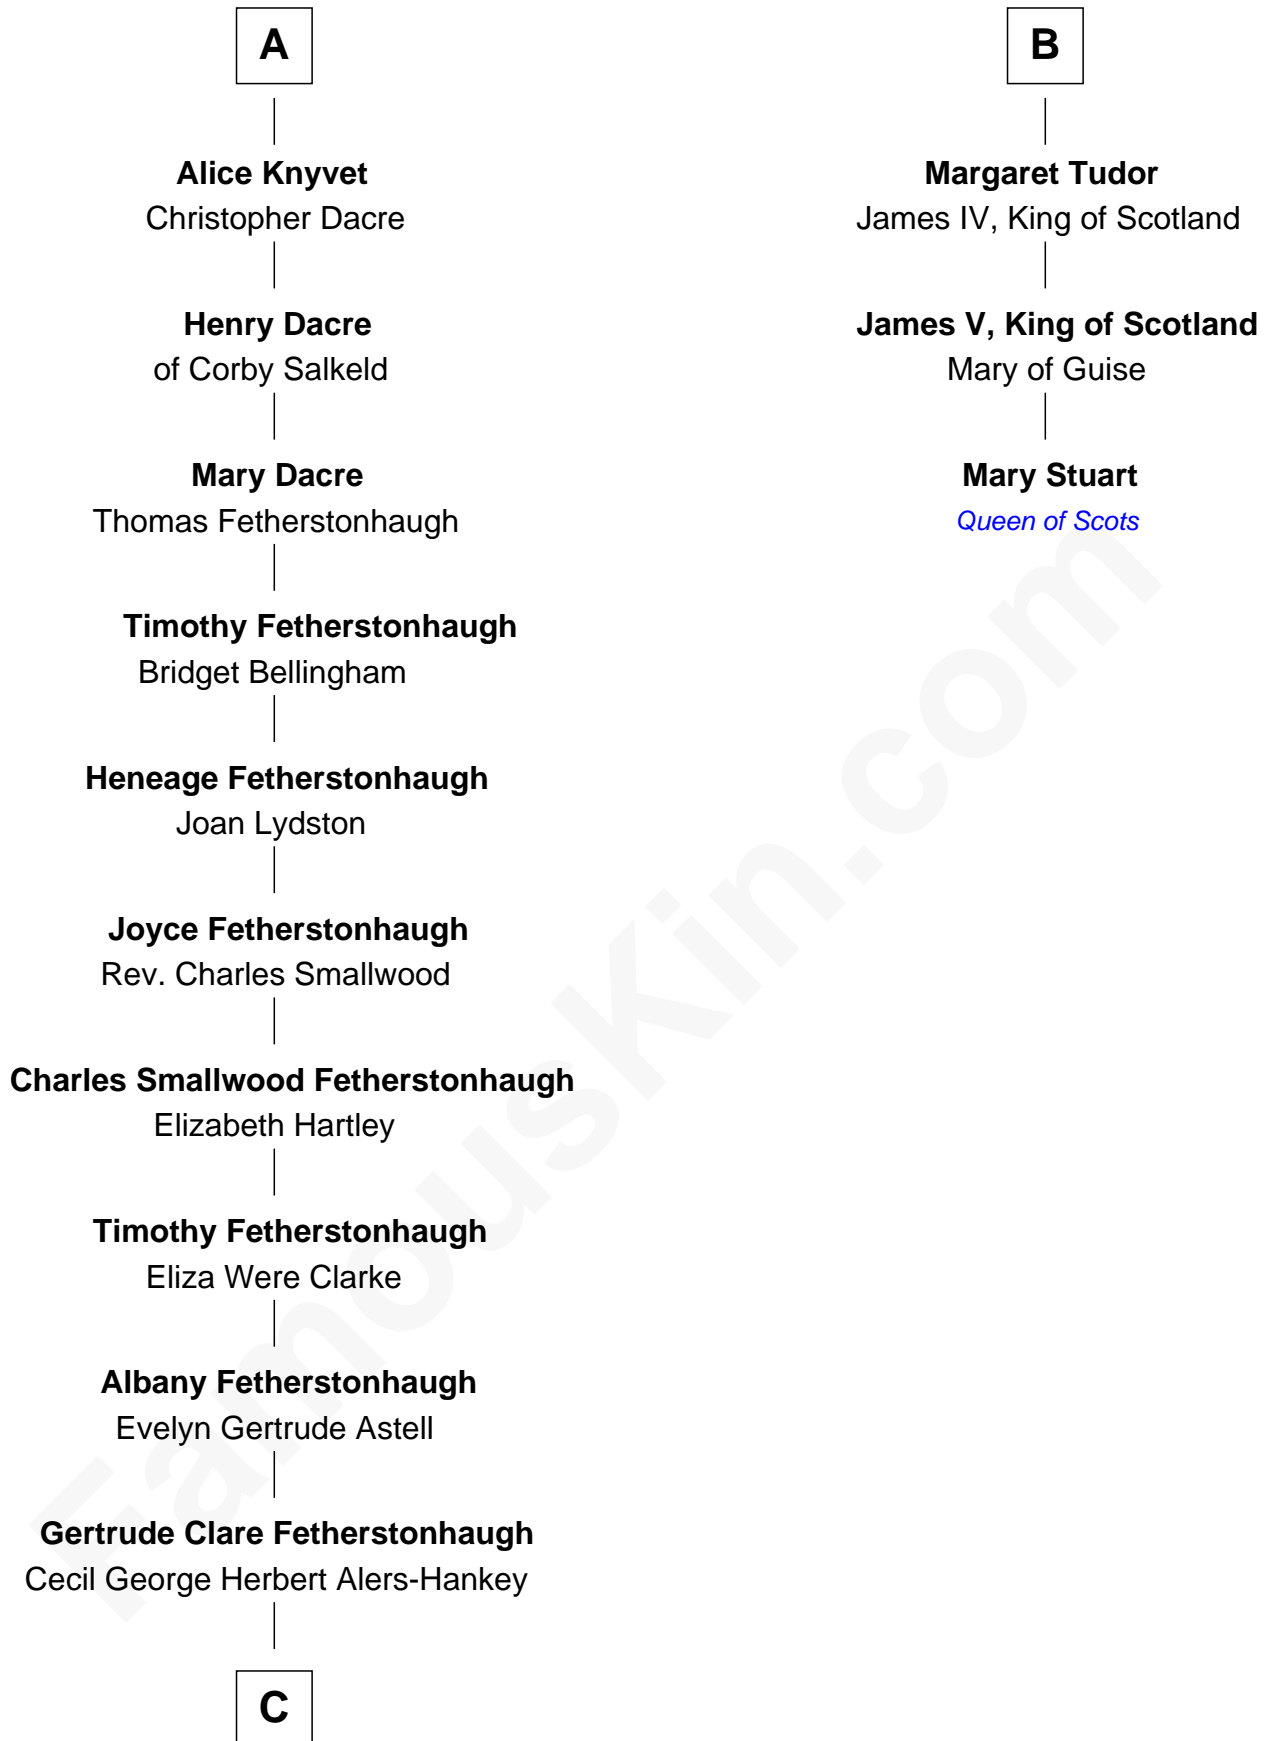 A
Alice Knyvet
Christopher Dacre
Henry Dacre
of Corby Salkeld
Mary Dacre
Thomas Fetherstonhaugh
Timothy Fetherstonhaugh
Bridget Bellingham
Heneage Fetherstonhaugh
Joan Lydston
Joyce Fetherstonhaugh
Rev. Charles Smallwood
Charles Smallwood Fetherstonhaugh
Elizabeth Hartley
Timothy Fetherstonhaugh
Eliza Were Clarke
Albany Fetherstonhaugh
Evelyn Gertrude Astell
Gertrude Clare Fetherstonhaugh
Cecil George Herbert Alers-Hankey
C
B
Margaret Tudor
James IV, King of Scotland
James V, King of Scotland
Mary of Guise
Mary Stuart
Queen of Scots
FamousKin.com